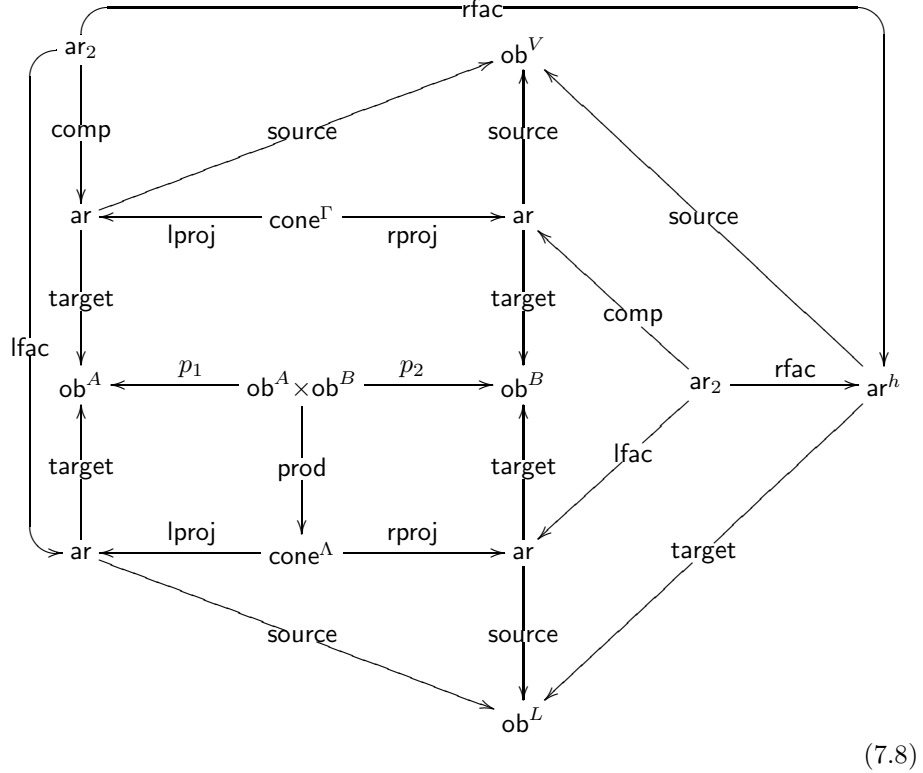 rfac
ar₂ ob^V
comp source source
ar cone^Γ ar source
lproj rproj
target target comp
lfac
ob^A p₁ ob^A×ob^B p₂ ob^B ar₂ rfac ar^h
target prod target lfac
ar lproj cone^Λ rproj ar target
source source
ob^L
(7.8)